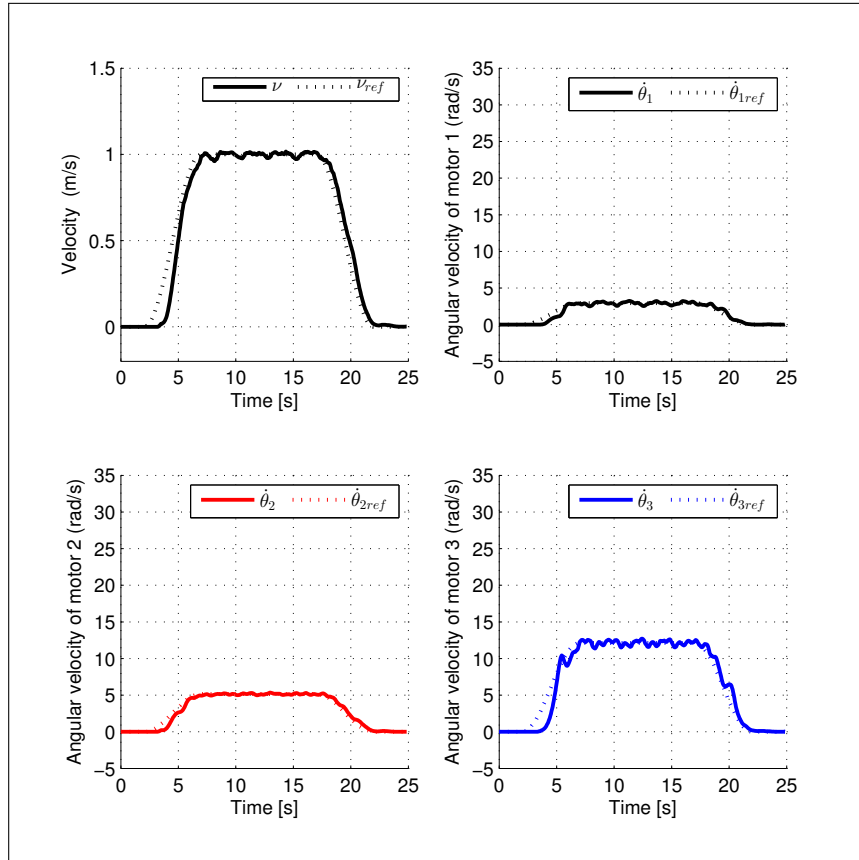 ν ν_ref
1.5
1
0.5
0
Velocity (m/s)
0 5 10 15 20 25
Time [s]
θ̇_1 θ̇_1ref
35
30
25
20
15
10
5
0
−5
Angular velocity of motor 1 (rad/s)
0 5 10 15 20 25
Time [s]
θ̇_2 θ̇_2ref
35
30
25
20
15
10
5
0
−5
Angular velocity of motor 2 (rad/s)
0 5 10 15 20 25
Time [s]
θ̇_3 θ̇_3ref
35
30
25
20
15
10
5
0
−5
Angular velocity of motor 3 (rad/s)
0 5 10 15 20 25
Time [s]